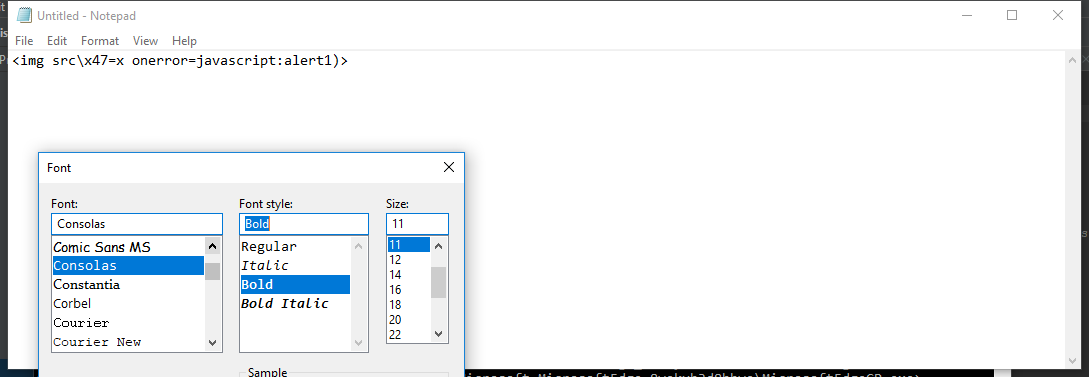 Untitled - Notepad
File Edit Format View Help
<img src\x47=x onerror=javascript:alert1)>
Font
Font: Font style: Size:
Consolas Bold 11
Comic Sans MS Regular 11
Consolas Italic 12
Constantia Bold 14
Corbel Bold Italic 16
Courier 18
Courier New 20
22
Sample